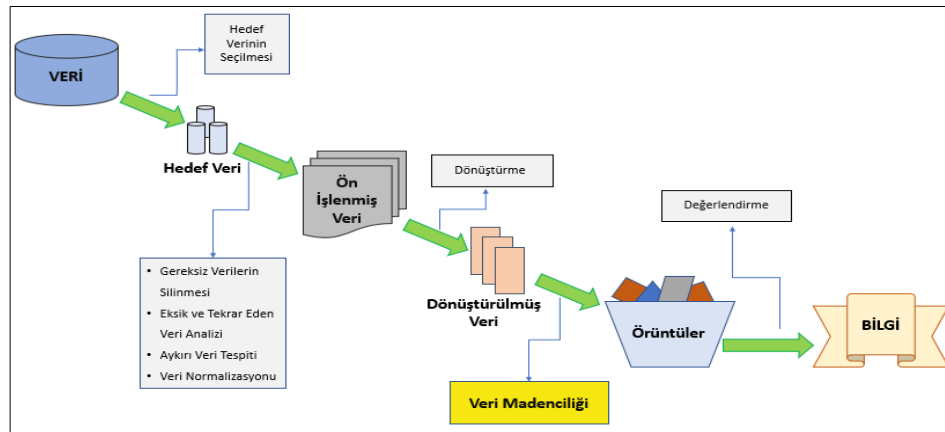 Hedef
Verinin
Seçilmesi
VERİ
Hedef Veri
Ön
İşlenmiş
Veri
Dönüştürme
Değerlendirme
• Gereksiz Verilerin
Silinmesi
• Eksik ve Tekrar Eden
Veri Analizi
• Aykırı Veri Tespiti
• Veri Normalizasyonu
Dönüştürülmüş
Veri
Örüntüler
BİLGİ
Veri Madenciliği